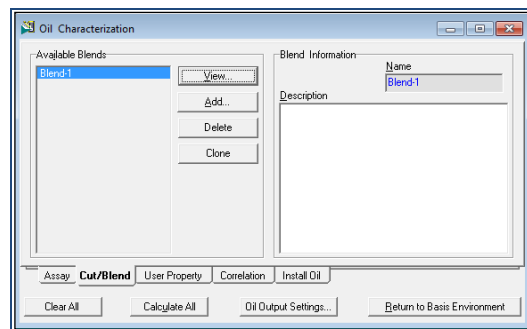 Oil Characterization
Available Blends
Blend-1
View...
Add...
Delete
Clone
Blend Information
Name
Blend-1
Description
Assay Cut/Blend User Property Correlation Install Oil
Clear All Calculate All Oil Output Settings... Return to Basis Environment